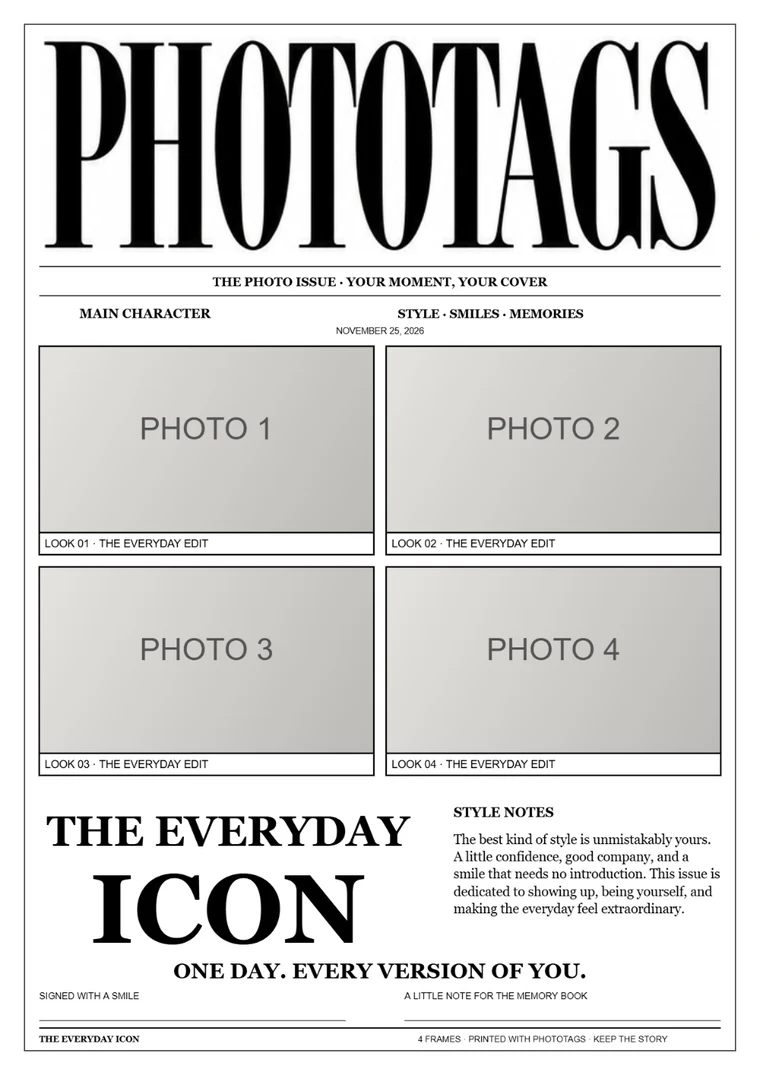 PHOTOTAGS
THE PHOTO ISSUE · YOUR MOMENT, YOUR COVER
MAIN CHARACTER
STYLE · SMILES · MEMORIES
NOVEMBER 25, 2026
PHOTO 1
PHOTO 2
LOOK 01 · THE EVERYDAY EDIT
LOOK 02 · THE EVERYDAY EDIT
PHOTO 3
PHOTO 4
LOOK 03 · THE EVERYDAY EDIT
LOOK 04 · THE EVERYDAY EDIT
THE EVERYDAY
ICON
STYLE NOTES
The best kind of style is unmistakably yours.
A little confidence, good company, and a
smile that needs no introduction. This issue is
dedicated to showing up, being yourself, and
making the everyday feel extraordinary.
ONE DAY. EVERY VERSION OF YOU.
SIGNED WITH A SMILE
A LITTLE NOTE FOR THE MEMORY BOOK
THE EVERYDAY ICON
4 FRAMES · PRINTED WITH PHOTOTAGS · KEEP THE STORY